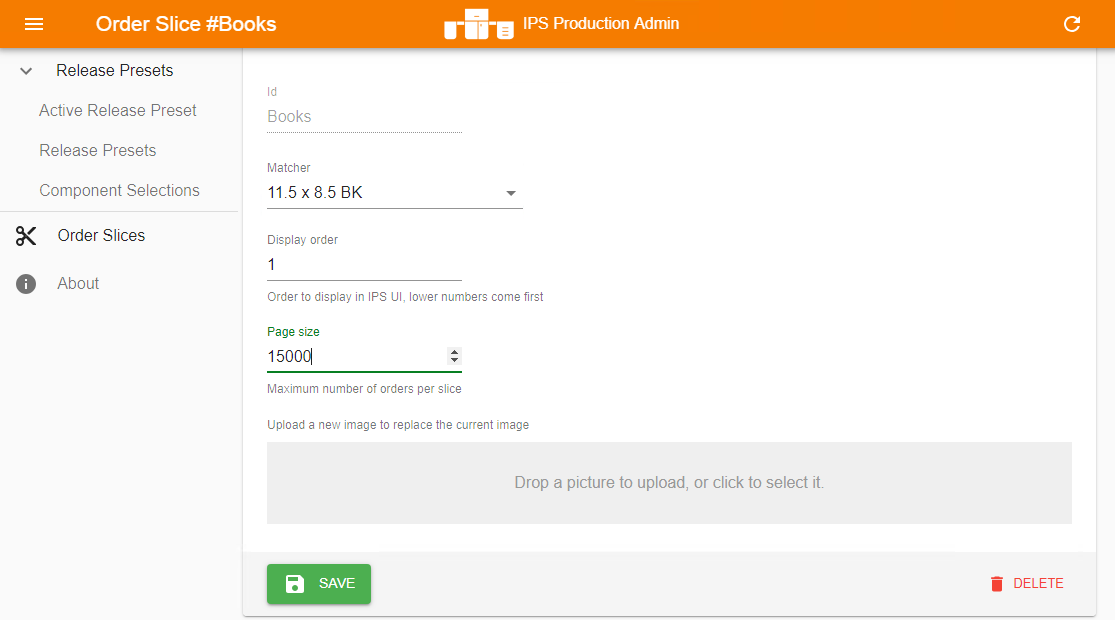 Order Slice #Books
IPS Production Admin
Release Presets
Active Release Preset
Release Presets
Component Selections
Order Slices
About
Id
Books
Matcher
11.5 x 8.5 BK
Display order
1
Order to display in IPS UI, lower numbers come first
Page size
15000
Maximum number of orders per slice
Upload a new image to replace the current image
Drop a picture to upload, or click to select it.
SAVE
DELETE